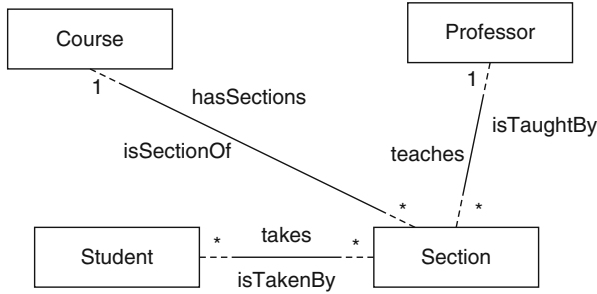 Course
Professor
1
1
hasSections
isTaughtBy
isSectionOf
teaches
*
*
Student
*
takes
*
Section
isTakenBy